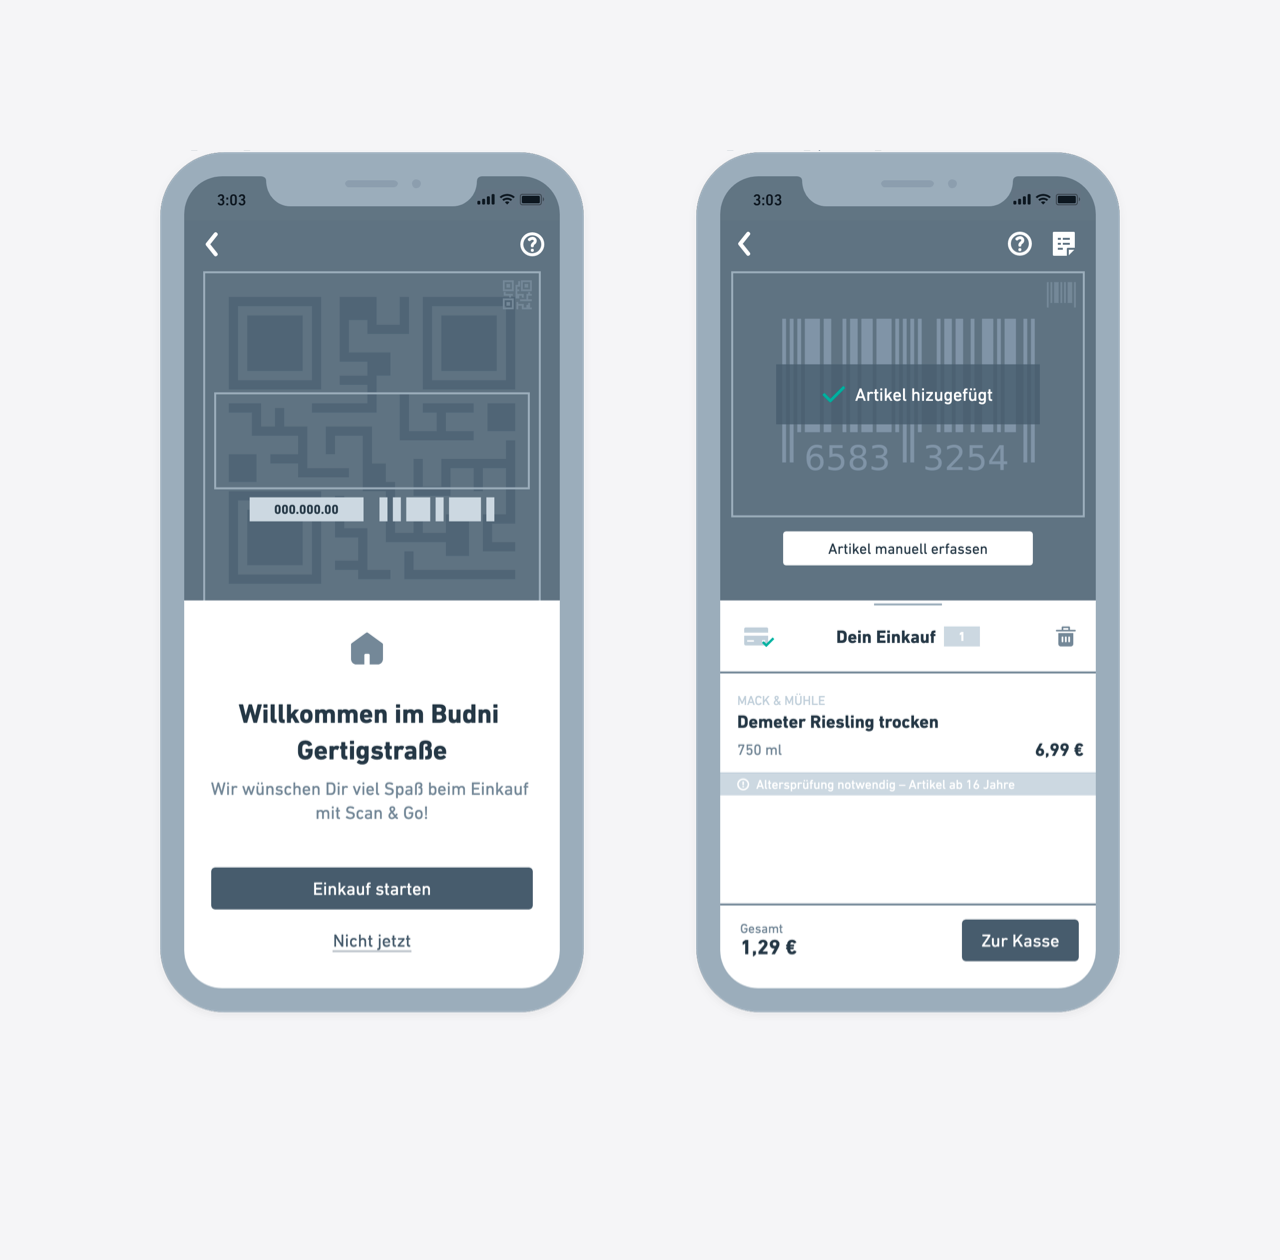 3:03
000.000.00
Willkommen im Budni
Gertigstraße
Wir wünschen Dir viel Spaß beim Einkauf
mit Scan & Go!
Einkauf starten
Nicht jetzt
3:03
Artikel hizugefügt
6583 3254
Artikel manuell erfassen
Dein Einkauf 1
MACK & MÜHLE
Demeter Riesling trocken
750 ml 6,99 €
Altersprüfung notwendig – Artikel ab 16 Jahre
Gesamt
1,29 €
Zur Kasse